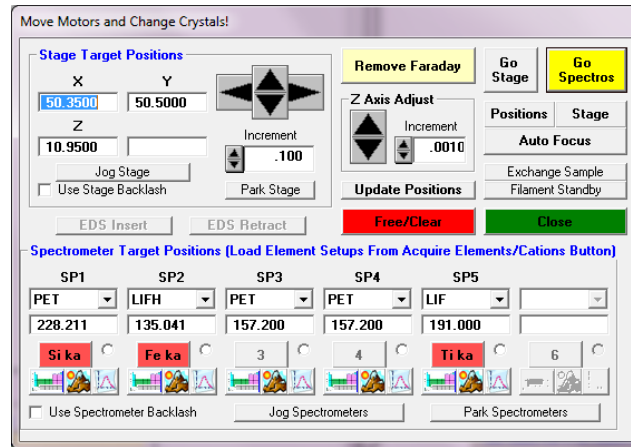 Move Motors and Change Crystals!
Stage Target Positions
X Y
50.3500 50.5000
Z
10.9500
Increment
.100
Jog Stage
Use Stage Backlash
Park Stage
Remove Faraday
Go Stage
Go Spectros
Z Axis Adjust
Increment
.0010
Positions Stage
Auto Focus
Exchange Sample
Update Positions
Filament Standby
EDS Insert EDS Retract
Free/Clear
Close
Spectrometer Target Positions (Load Element Setups From Acquire Elements/Cations Button)
SP1 SP2 SP3 SP4 SP5
PET LIFH PET PET LIF
228.211 135.041 157.200 157.200 191.000
Si ka Fe ka 3 4 Ti ka 6
Use Spectrometer Backlash Jog Spectrometers Park Spectrometers